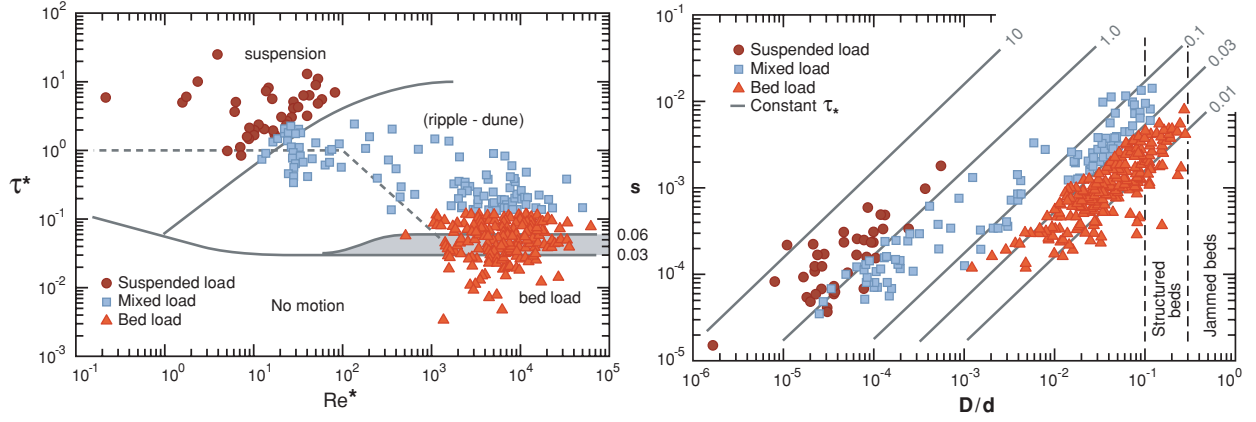 10²
10¹
10⁰
10⁻¹
10⁻²
10⁻³
τ*
suspension
(ripple - dune)
0.06
0.03
Suspended load
Mixed load
Bed load
No motion
bed load
10⁻¹ 10⁰ 10¹ 10² 10³ 10⁴ 10⁵
Re*
10⁻¹
10⁻²
10⁻³
10⁻⁴
10⁻⁵
s
Suspended load
Mixed load
Bed load
Constant τ*
10
1.0
0.1
0.03
0.01
Structured
beds
Jammed beds
10⁻⁶ 10⁻⁵ 10⁻⁴ 10⁻³ 10⁻² 10⁻¹ 10⁰
D/d